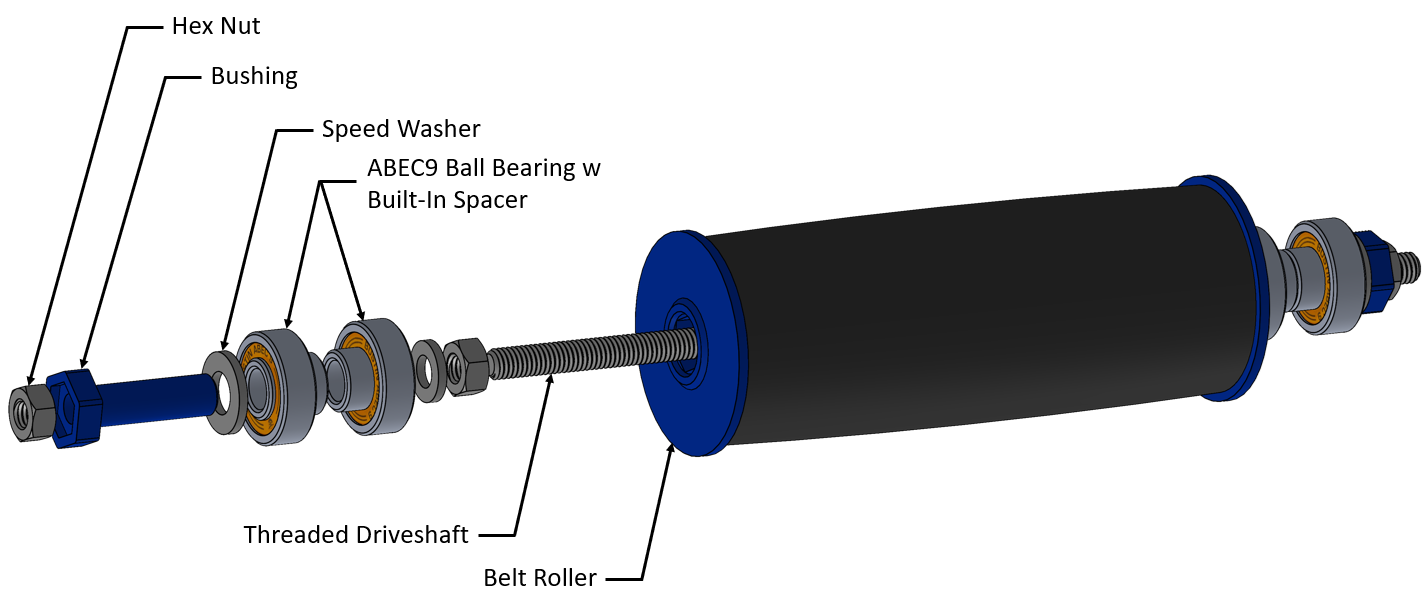 Hex Nut
Bushing
Speed Washer
ABEC9 Ball Bearing w
Built-In Spacer
Threaded Driveshaft
Belt Roller